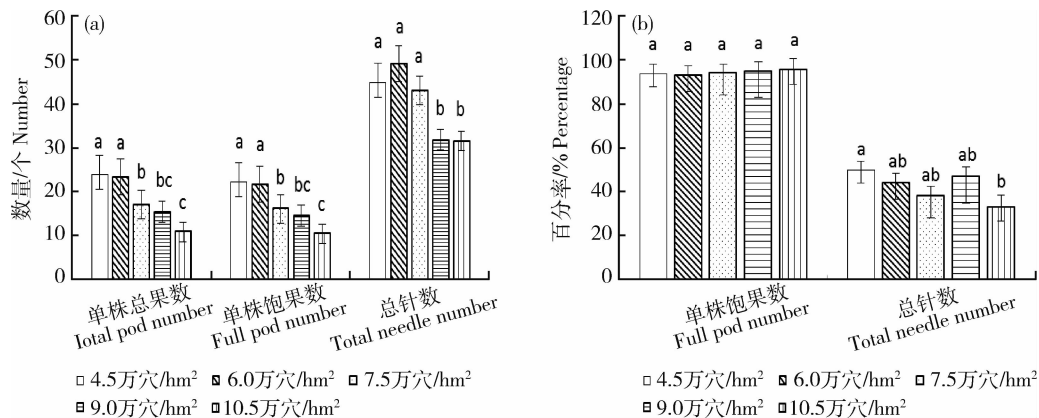 (a)
数量/个 Number
60
50
40
30
20
10
0
a a b bc c
a a b bc c
a a a b b
单株总果数
Iotal pod number
单株饱果数
Full pod number
总针数
Total needle number
4.5万穴/hm² 6.0万穴/hm² 7.5万穴/hm²
9.0万穴/hm² 10.5万穴/hm²
(b)
百分率/% Percentage
120
100
80
60
40
20
0
a a a a a
a ab ab ab b
单株饱果数
Full pod number
总针数
Total needle number
4.5万穴/hm² 6.0万穴/hm² 7.5万穴/hm²
9.0万穴/hm² 10.5万穴/hm²